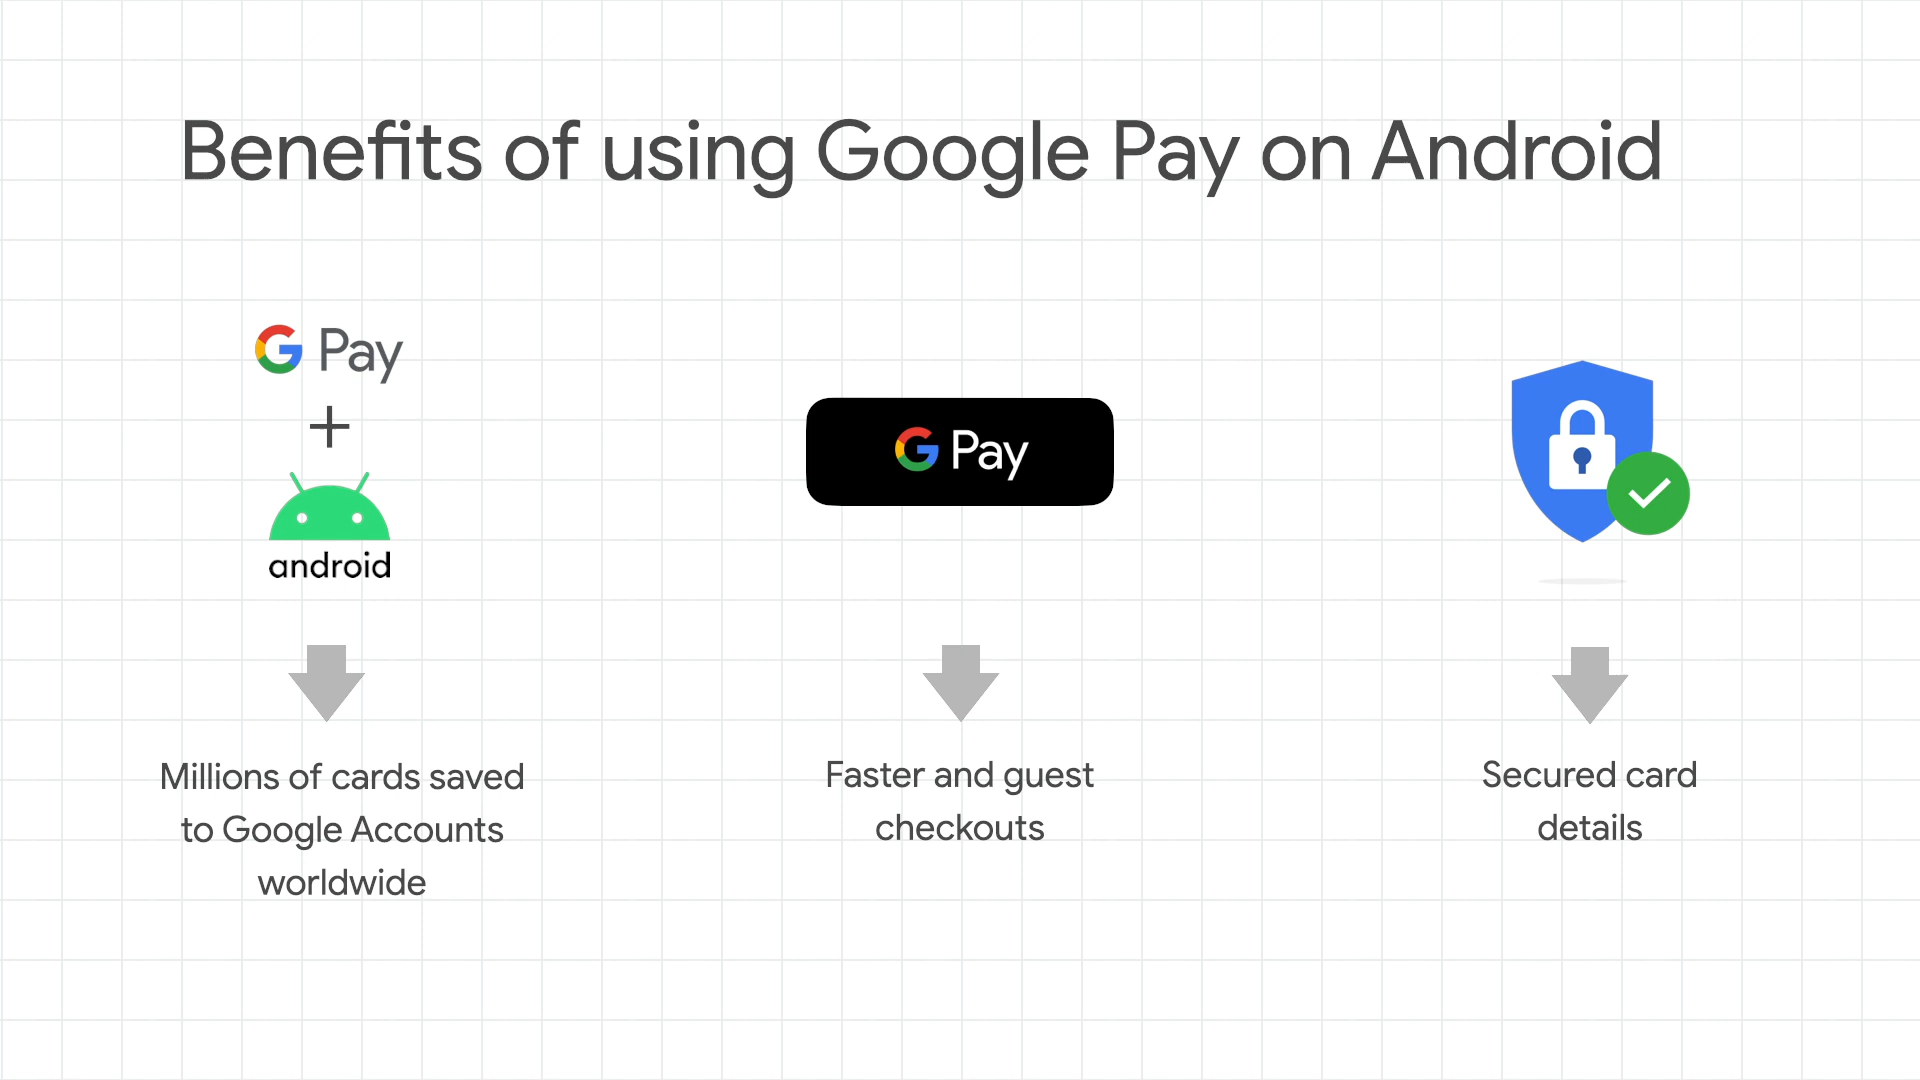 Benefits of using Google Pay on Android
G Pay
+
android
G Pay
Millions of cards saved
to Google Accounts
worldwide
Faster and guest
checkouts
Secured card
details